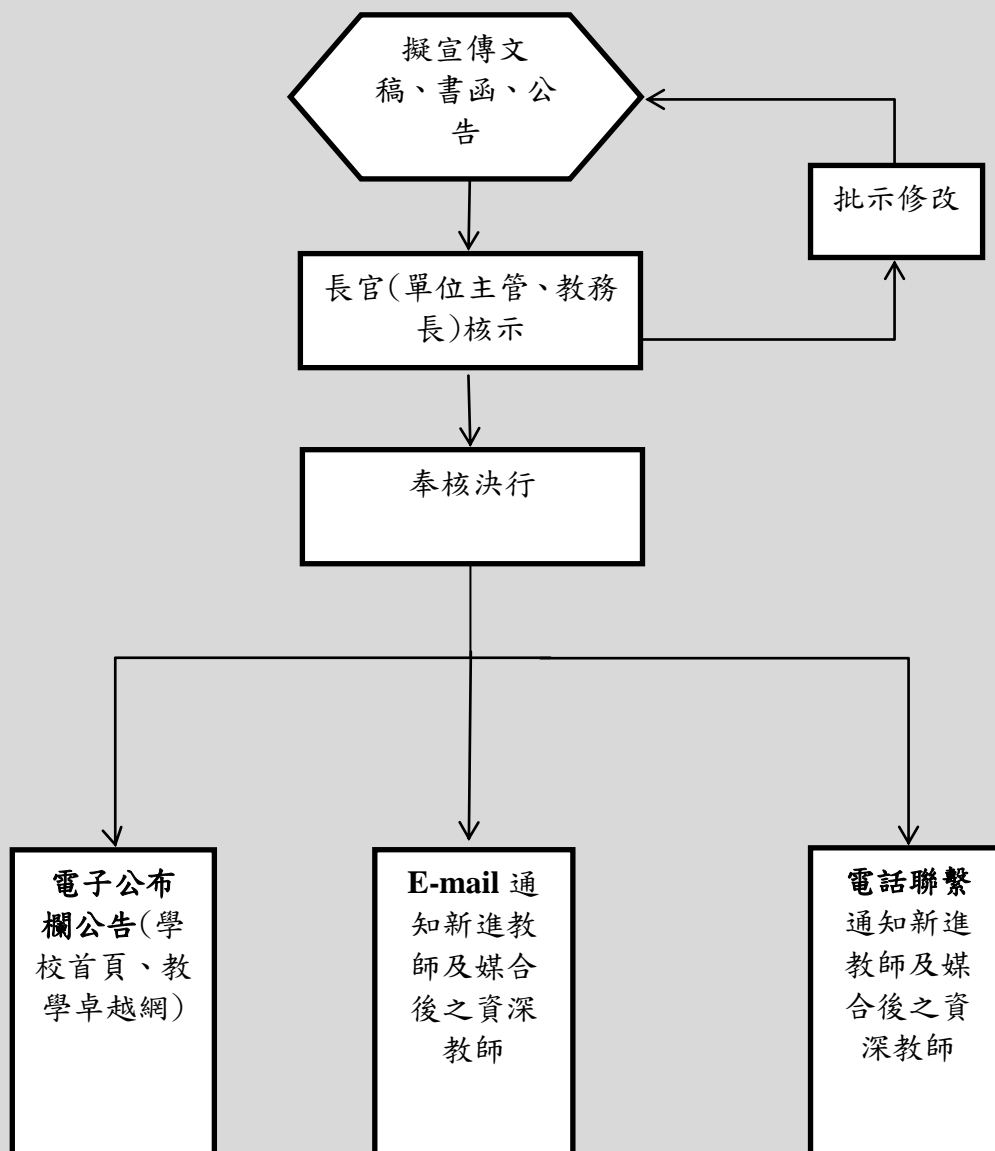 擬宣傳文
稿、書函、公
告
批示修改
長官(單位主管、教務
長)核示
奉核決行
電子公布
欄公告(學
校首頁、教
學卓越網)
E-mail 通
知新進教
師及媒合
後之資深
教師
電話聯繫
通知新進
教師及媒
合後之資
深教師